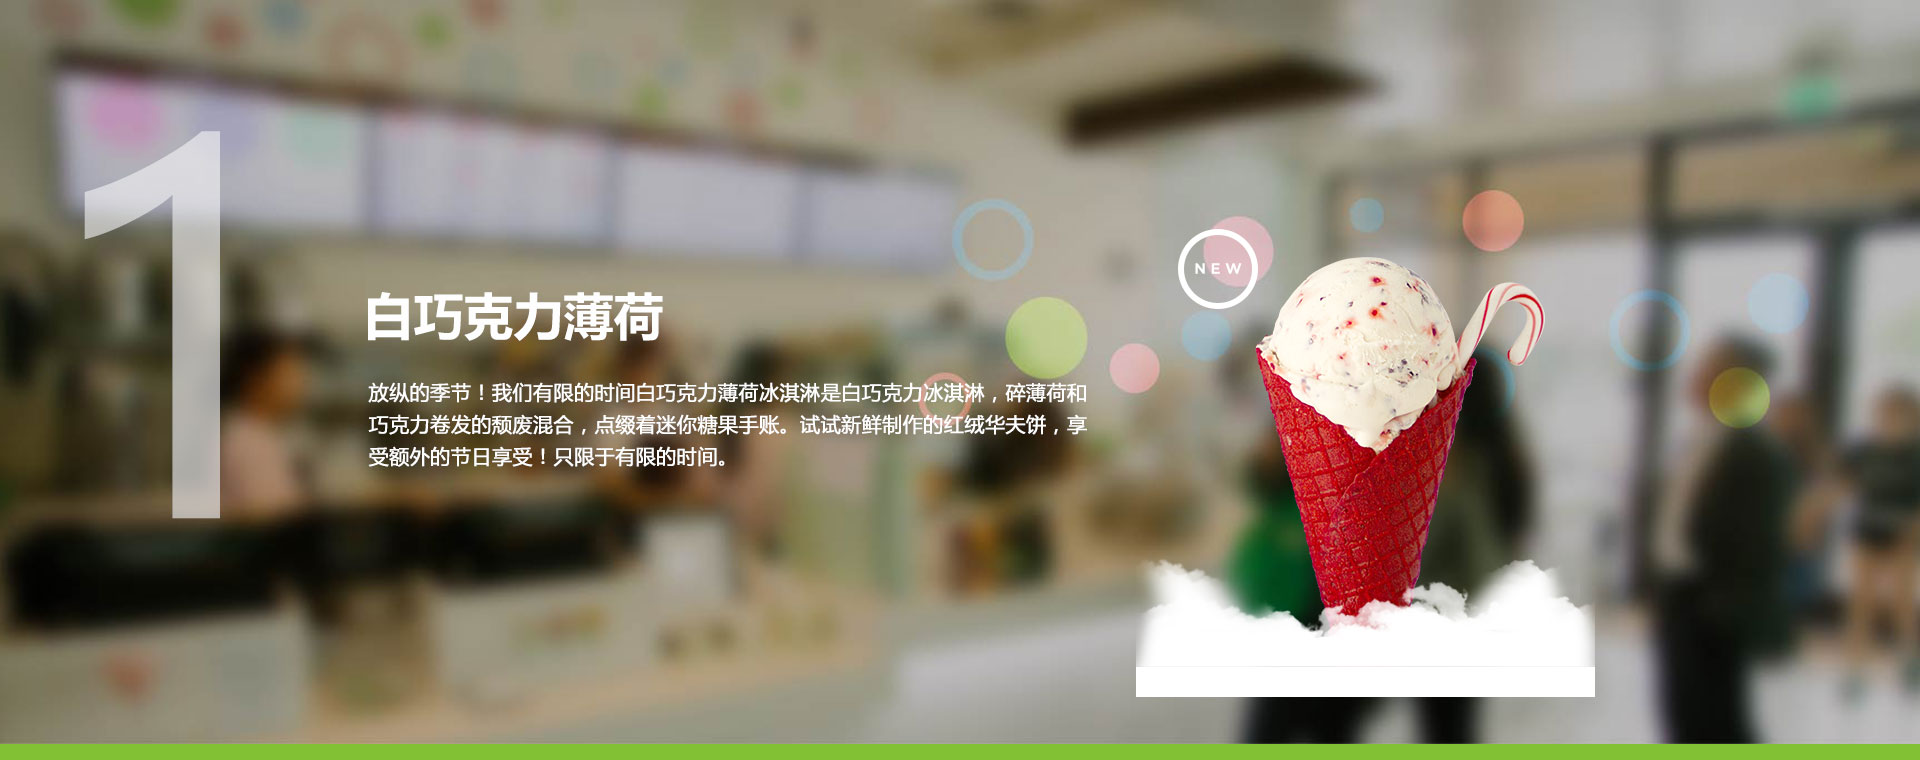 1
NEW
白巧克力薄荷
放纵的季节！我们有限的时间白巧克力薄荷冰淇淋是白巧克力冰淇淋，碎薄荷和
巧克力卷发的颓废混合，点缀着迷你糖果手账。试试新鲜制作的红绒华夫饼，享
受额外的节日享受！只限于有限的时间。